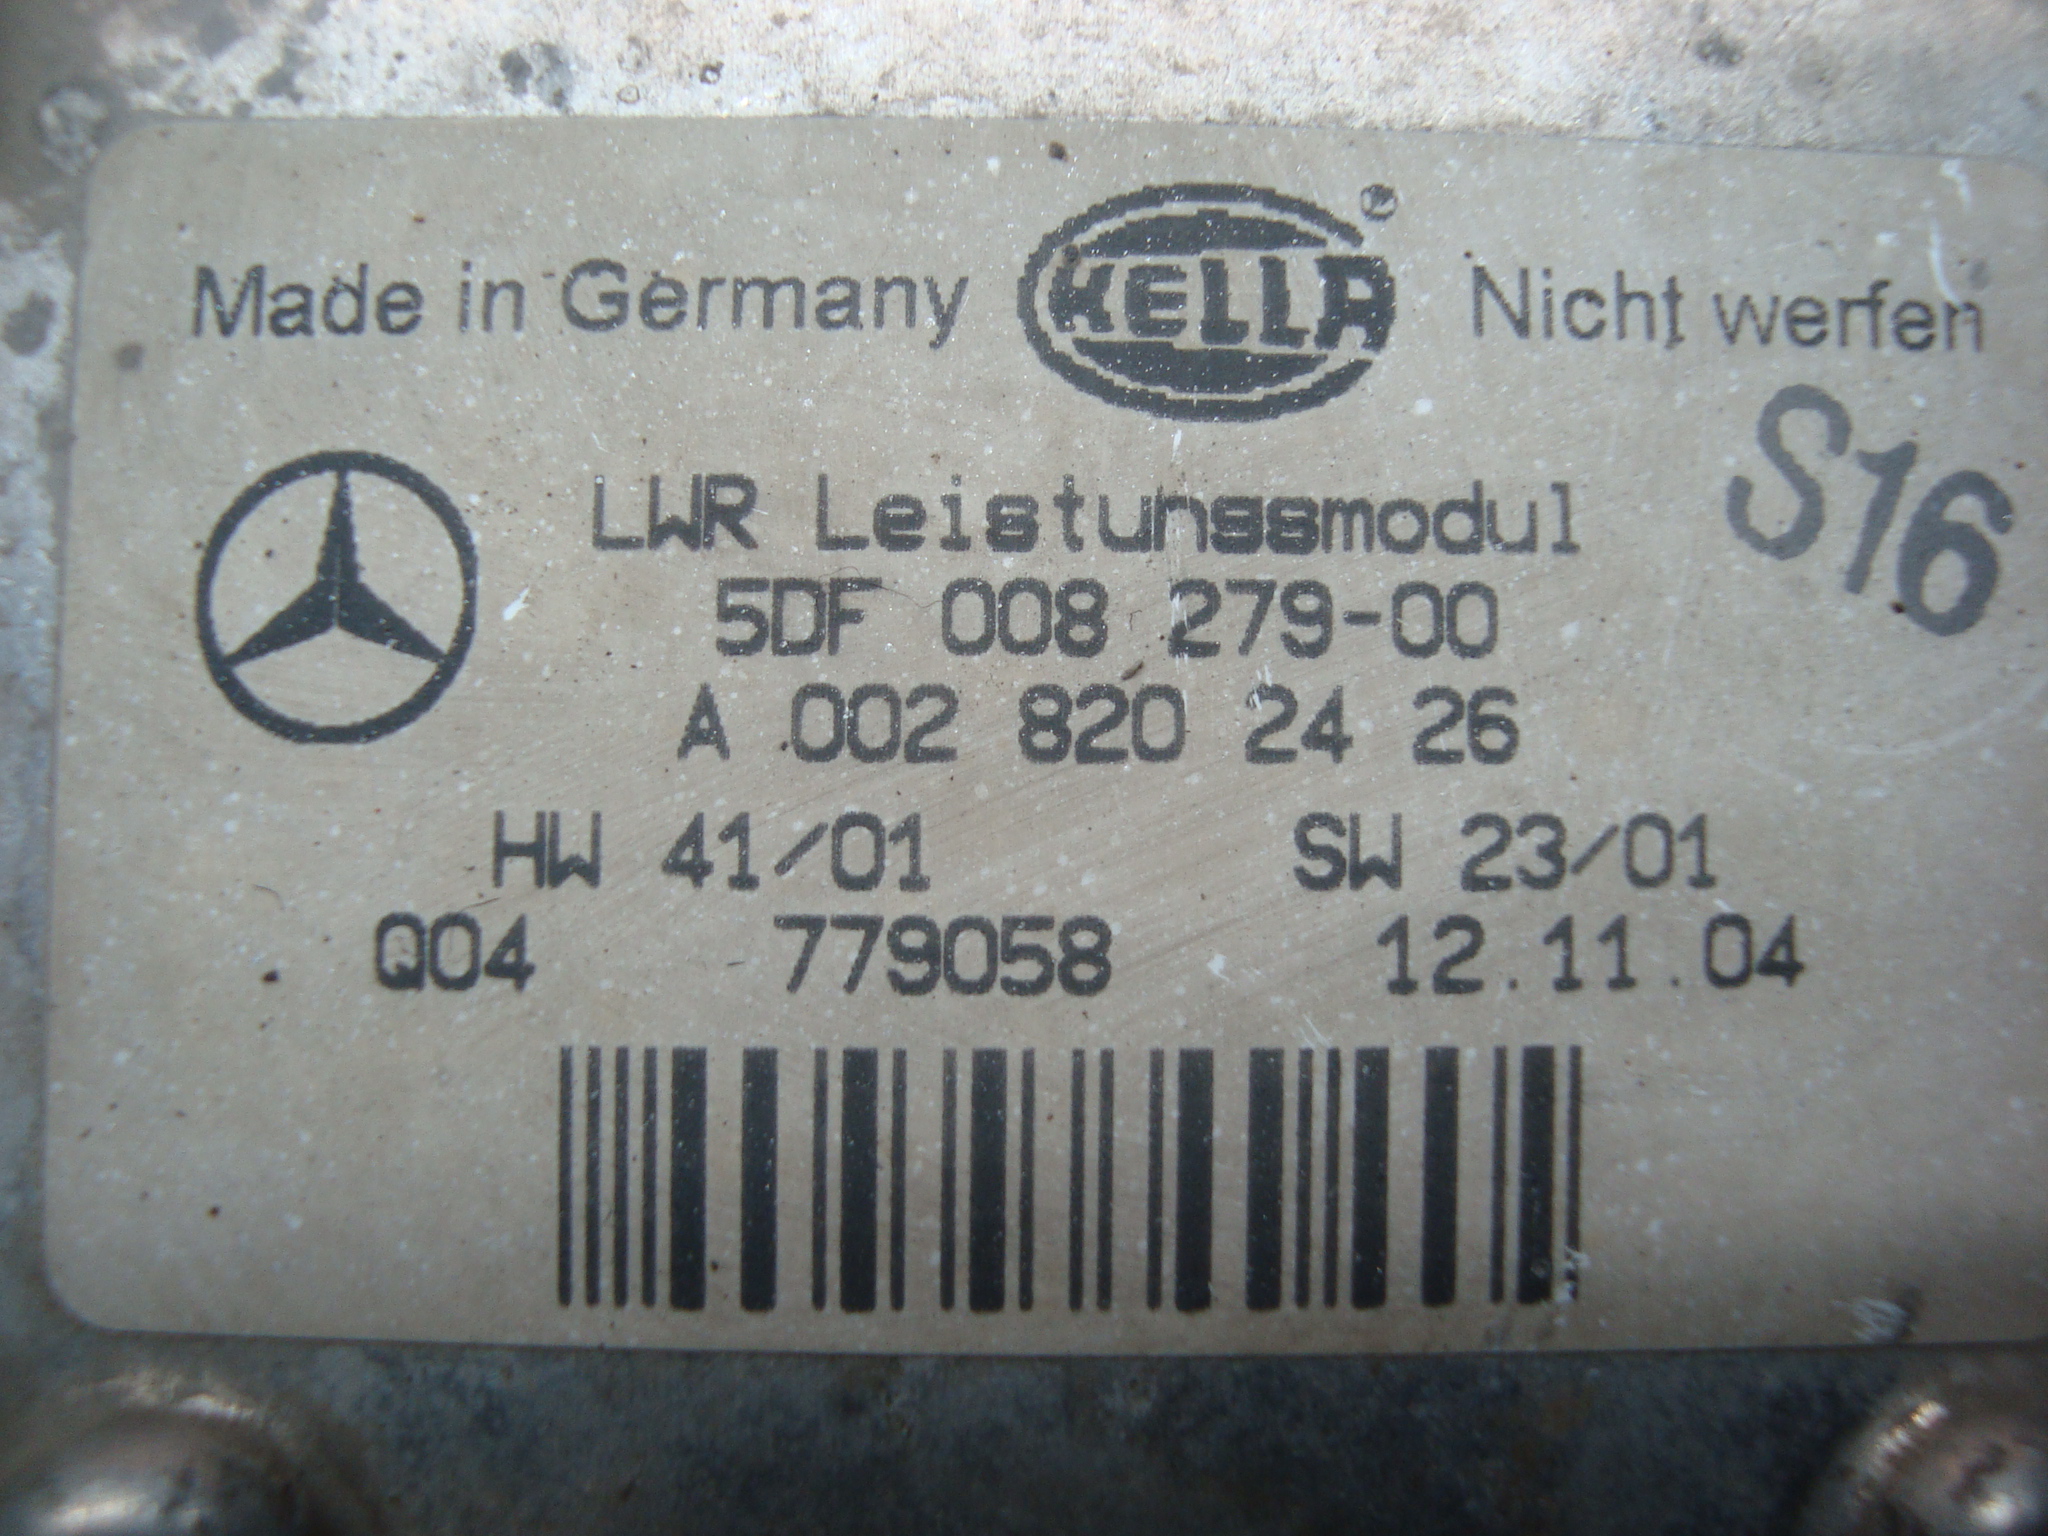 Made in Germany HELLA ® Nicht werfen
S16
LWR Leistungsmodul
5DF 008 279-00
A 002 820 24 26
HW 41/01 SW 23/01
Q04 779058 12.11.04